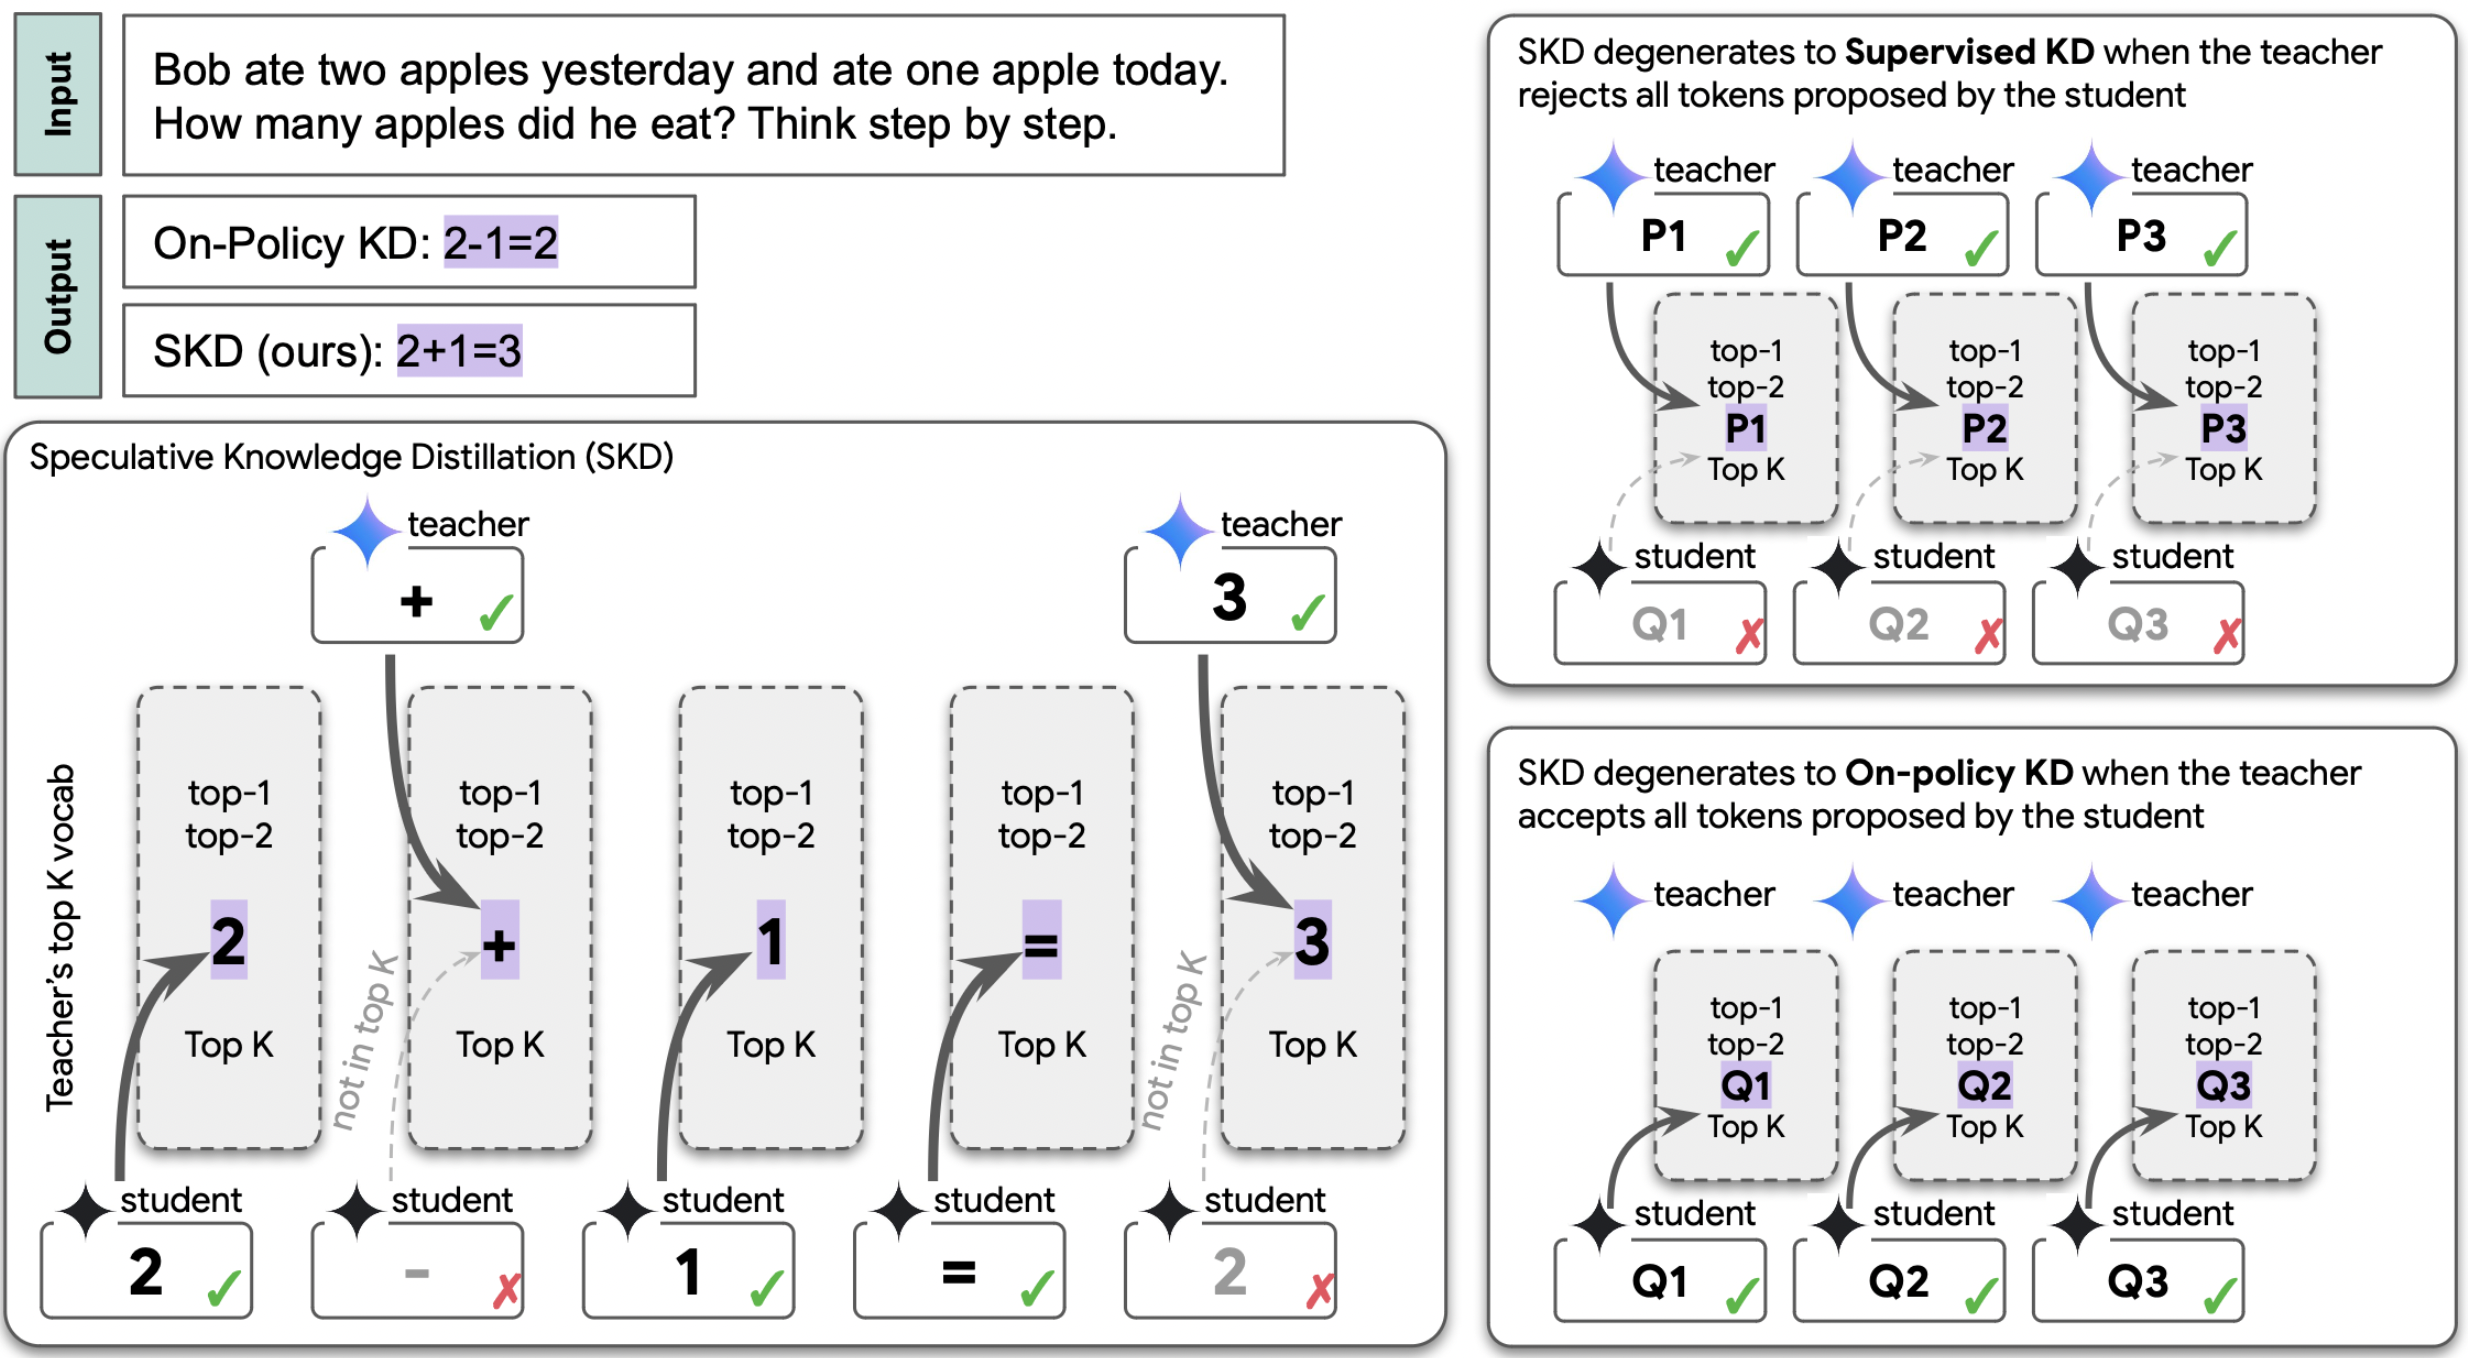 Input
Bob ate two apples yesterday and ate one apple today.
How many apples did he eat? Think step by step.
Output
On-Policy KD: 2-1=2
SKD (ours): 2+1=3
Speculative Knowledge Distillation (SKD)
teacher
+ ✓
teacher
3 ✓
Teacher's top K vocab
top-1
top-2
2
Top K
not in top K
top-1
top-2
+
Top K
top-1
top-2
1
Top K
top-1
top-2
=
Top K
not in top K
top-1
top-2
3
Top K
student
2 ✓
student
- ✗
student
1 ✓
student
= ✓
student
2 ✗
SKD degenerates to Supervised KD when the teacher
rejects all tokens proposed by the student
teacher
P1 ✓
teacher
P2 ✓
teacher
P3 ✓
top-1
top-2
P1
Top K
top-1
top-2
P2
Top K
top-1
top-2
P3
Top K
student
Q1 ✗
student
Q2 ✗
student
Q3 ✗
SKD degenerates to On-policy KD when the teacher
accepts all tokens proposed by the student
teacher
teacher
teacher
top-1
top-2
Q1
Top K
top-1
top-2
Q2
Top K
top-1
top-2
Q3
Top K
student
Q1 ✓
student
Q2 ✓
student
Q3 ✓